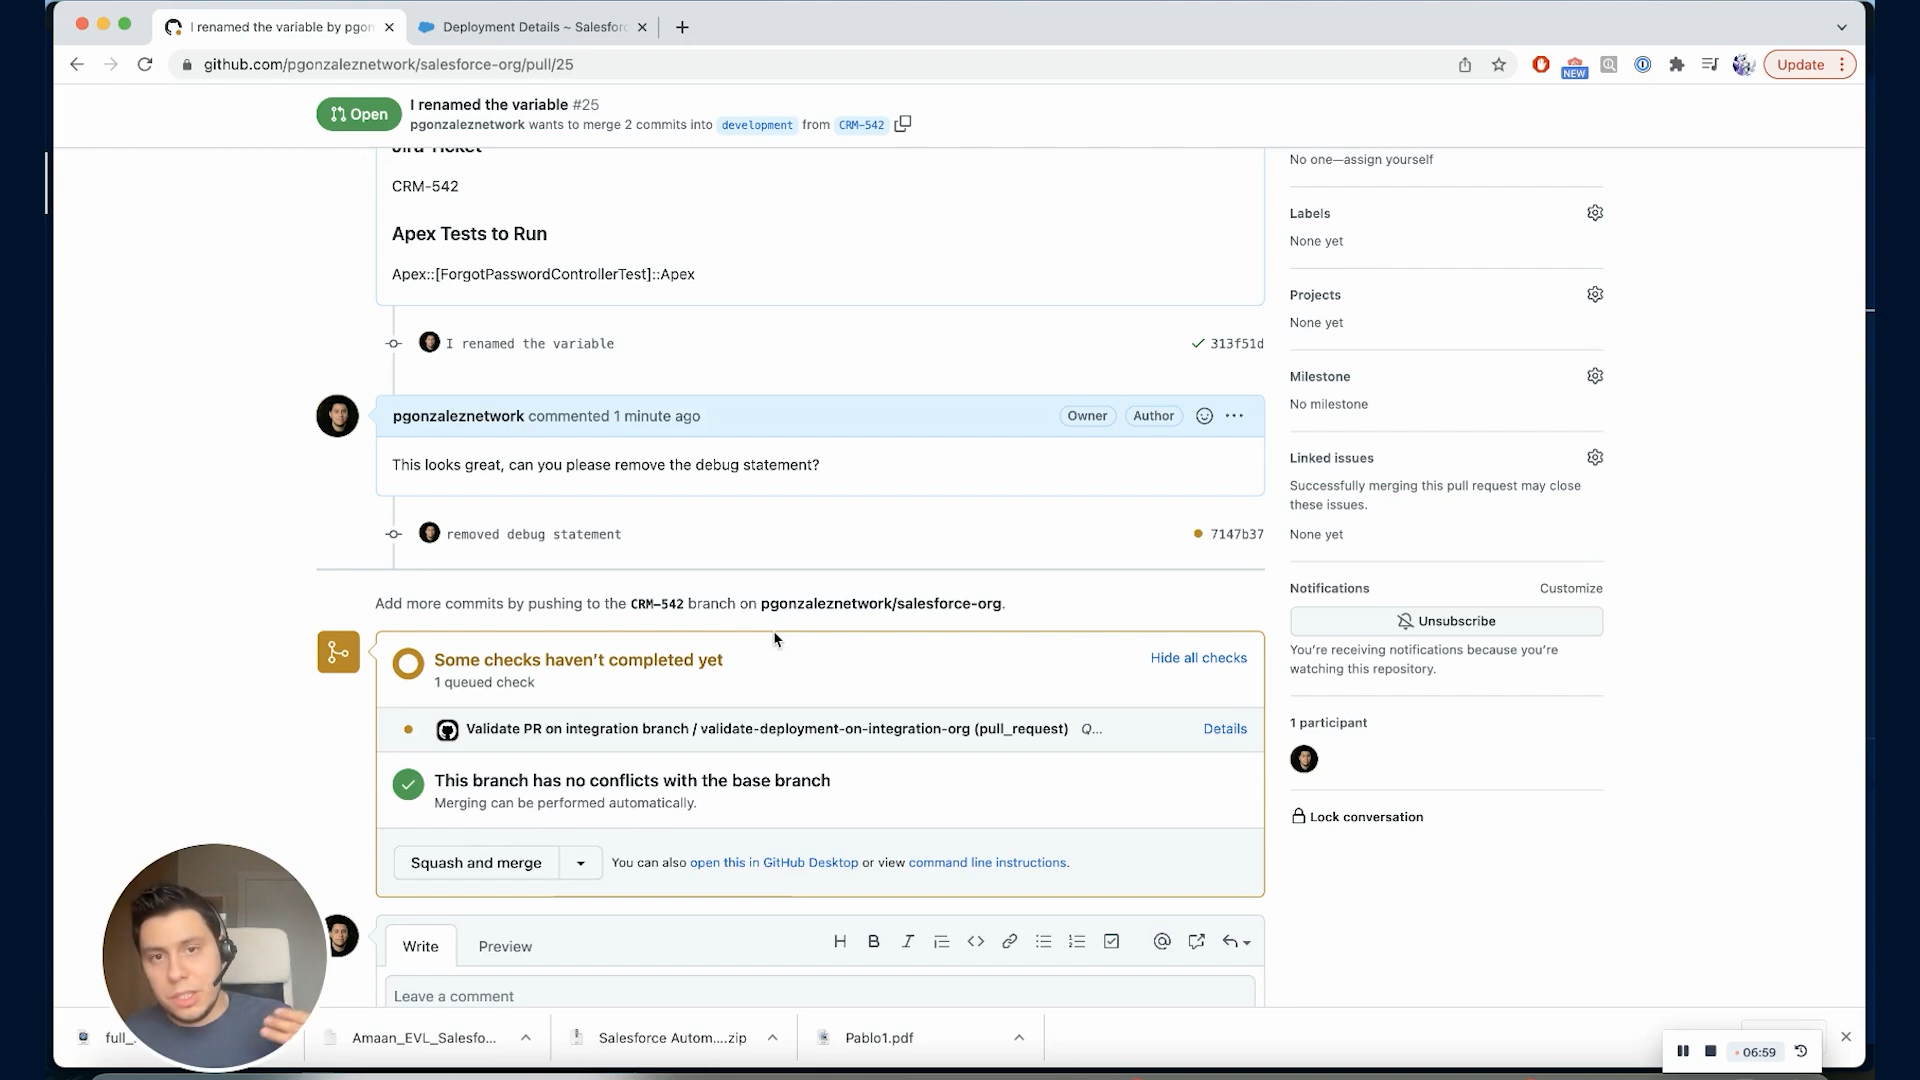 I renamed the variable by pgon
Deployment Details ~ Salesforc
github.com/pgonzaleznetwork/salesforce-org/pull/25
NEW
Update
Open
I renamed the variable #25
pgonzaleznetwork wants to merge 2 commits into development from CRM-542
Jira Ticket
CRM-542
Apex Tests to Run
Apex::[ForgotPasswordControllerTest]::Apex
I renamed the variable
313f51d
pgonzaleznetwork commented 1 minute ago
Owner
Author
This looks great, can you please remove the debug statement?
removed debug statement
7147b37
Add more commits by pushing to the CRM-542 branch on pgonzaleznetwork/salesforce-org.
Some checks haven't completed yet
1 queued check
Hide all checks
Validate PR on integration branch / validate-deployment-on-integration-org (pull_request) Q...
Details
This branch has no conflicts with the base branch
Merging can be performed automatically.
Squash and merge
You can also open this in GitHub Desktop or view command line instructions.
Write
Preview
Leave a comment
No one—assign yourself
Labels
None yet
Projects
None yet
Milestone
No milestone
Linked issues
Successfully merging this pull request may close
these issues.
None yet
Notifications
Customize
Unsubscribe
You're receiving notifications because you're
watching this repository.
1 participant
Lock conversation
full_
Amaan_EVL_Salesfo...
Salesforce Autom....zip
Pablo1.pdf
06:59